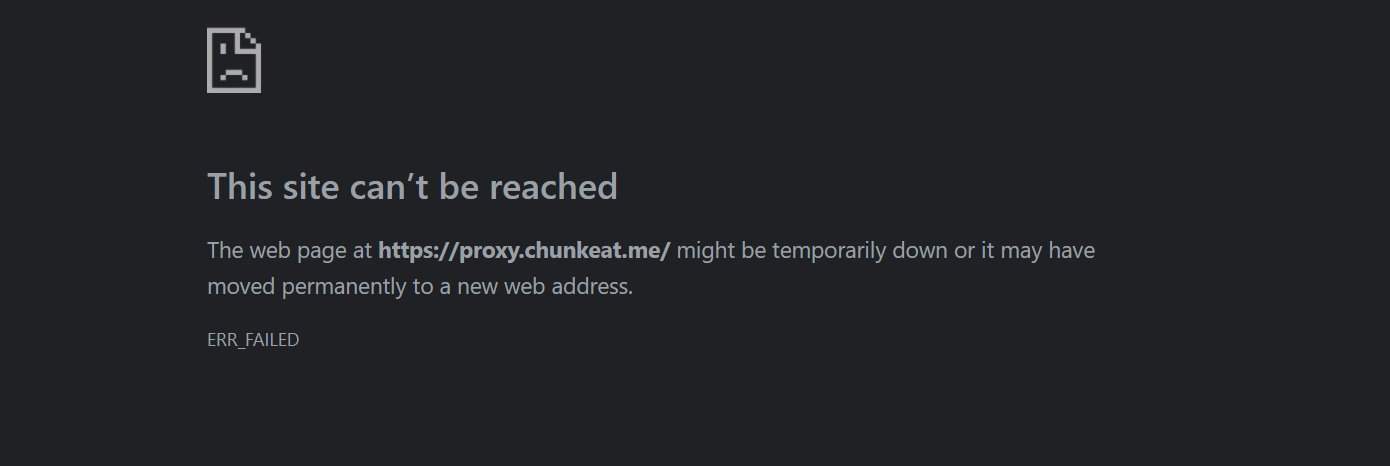 This site can’t be reached
The web page at https://proxy.chunkeat.me/ might be temporarily down or it may have
moved permanently to a new web address.
ERR_FAILED